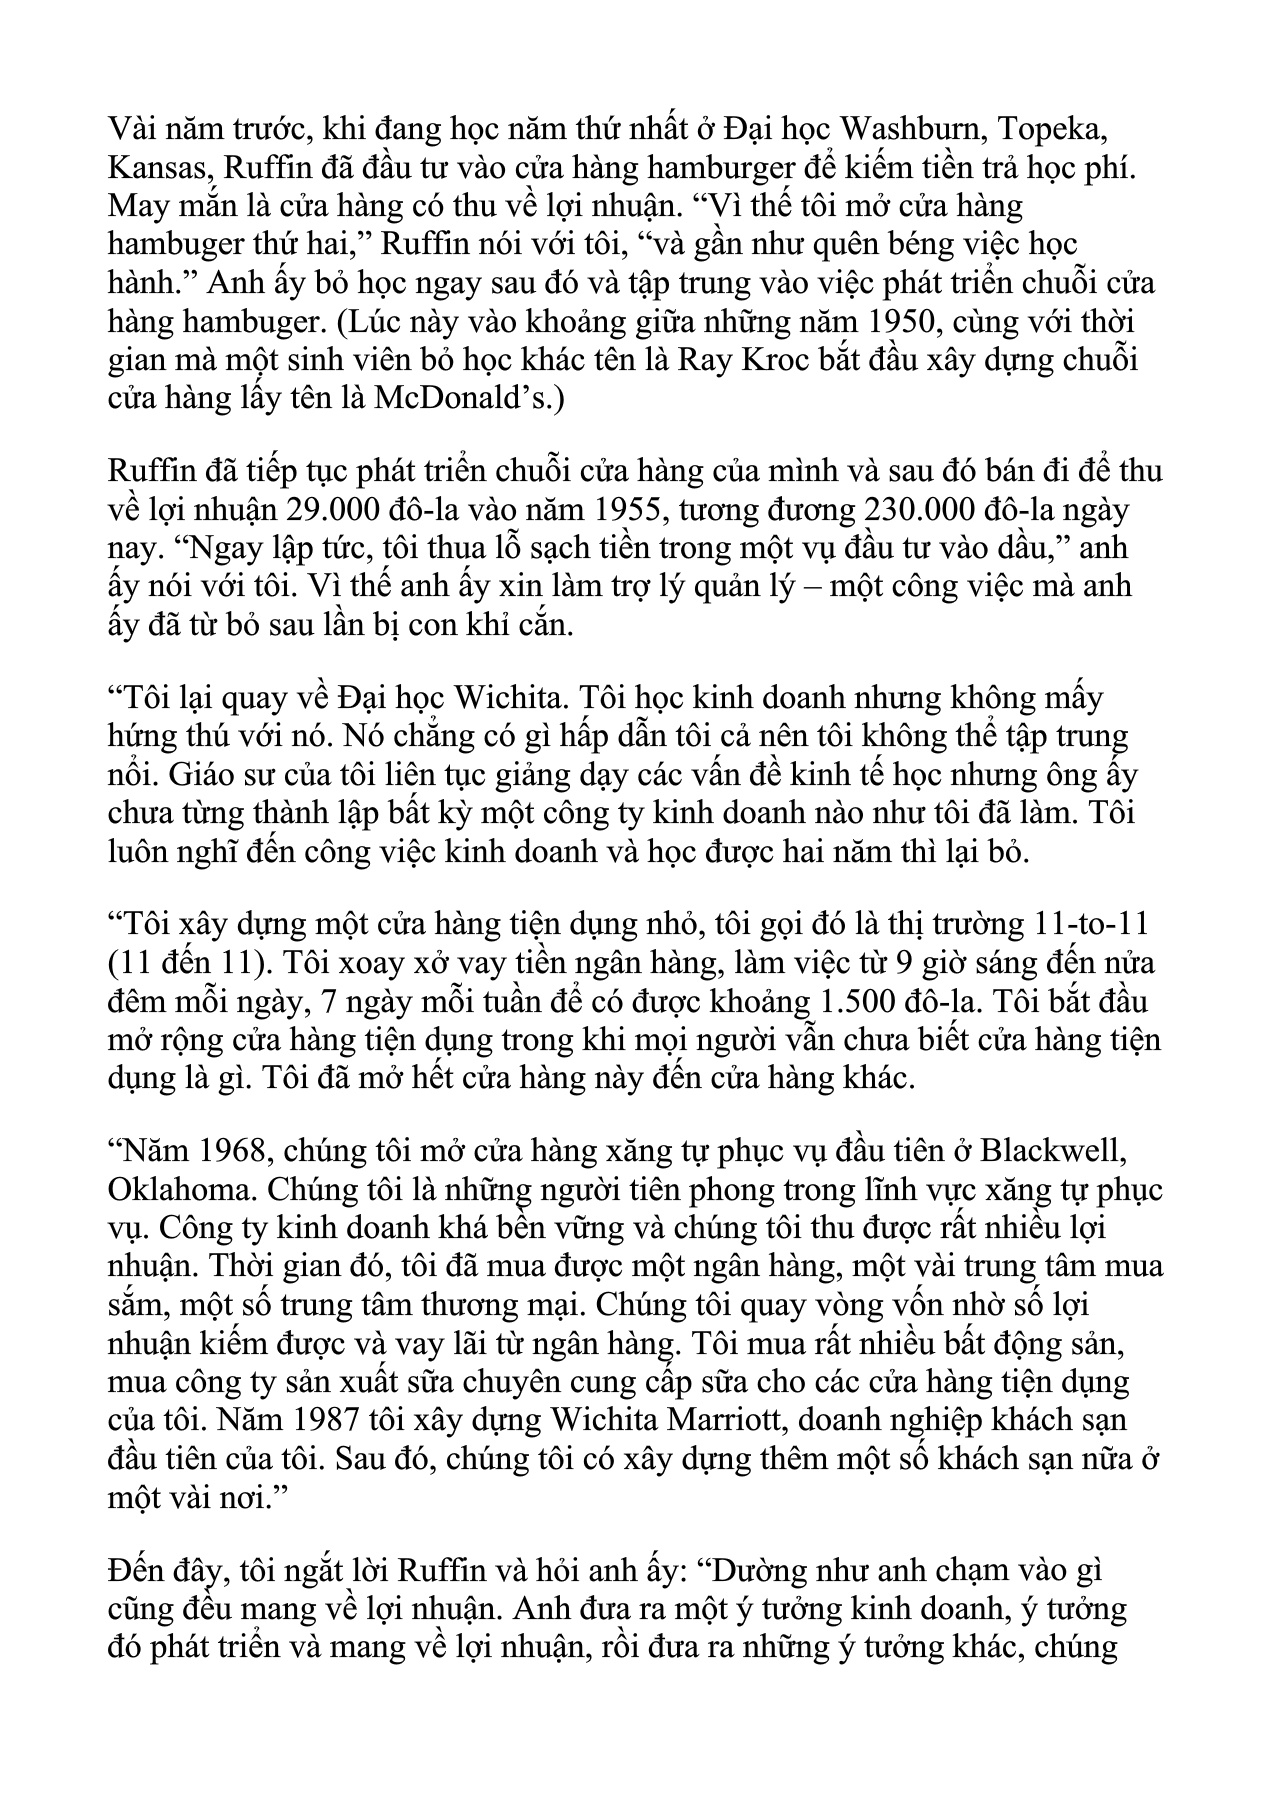 Vài năm trước, khi đang học năm thứ nhất ở Đại học Washburn, Topeka,
Kansas, Ruffin đã đầu tư vào cửa hàng hamburger để kiếm tiền trả học phí.
May mắn là cửa hàng có thu về lợi nhuận. “Vì thế tôi mở cửa hàng
hambuger thứ hai,” Ruffin nói với tôi, “và gần như quên béng việc học
hành.” Anh ấy bỏ học ngay sau đó và tập trung vào việc phát triển chuỗi cửa
hàng hambuger. (Lúc này vào khoảng giữa những năm 1950, cùng với thời
gian mà một sinh viên bỏ học khác tên là Ray Kroc bắt đầu xây dựng chuỗi
cửa hàng lấy tên là McDonald’s.)
Ruffin đã tiếp tục phát triển chuỗi cửa hàng của mình và sau đó bán đi để thu
về lợi nhuận 29.000 đô-la vào năm 1955, tương đương 230.000 đô-la ngày
nay. “Ngay lập tức, tôi thua lỗ sạch tiền trong một vụ đầu tư vào dầu,” anh
ấy nói với tôi. Vì thế anh ấy xin làm trợ lý quản lý – một công việc mà anh
ấy đã từ bỏ sau lần bị con khỉ cắn.
“Tôi lại quay về Đại học Wichita. Tôi học kinh doanh nhưng không mấy
hứng thú với nó. Nó chẳng có gì hấp dẫn tôi cả nên tôi không thể tập trung
nổi. Giáo sư của tôi liên tục giảng dạy các vấn đề kinh tế học nhưng ông ấy
chưa từng thành lập bất kỳ một công ty kinh doanh nào như tôi đã làm. Tôi
luôn nghĩ đến công việc kinh doanh và học được hai năm thì lại bỏ.
“Tôi xây dựng một cửa hàng tiện dụng nhỏ, tôi gọi đó là thị trường 11-to-11
(11 đến 11). Tôi xoay xở vay tiền ngân hàng, làm việc từ 9 giờ sáng đến nửa
đêm mỗi ngày, 7 ngày mỗi tuần để có được khoảng 1.500 đô-la. Tôi bắt đầu
mở rộng cửa hàng tiện dụng trong khi mọi người vẫn chưa biết cửa hàng tiện
dụng là gì. Tôi đã mở hết cửa hàng này đến cửa hàng khác.
“Năm 1968, chúng tôi mở cửa hàng xăng tự phục vụ đầu tiên ở Blackwell,
Oklahoma. Chúng tôi là những người tiên phong trong lĩnh vực xăng tự phục
vụ. Công ty kinh doanh khá bền vững và chúng tôi thu được rất nhiều lợi
nhuận. Thời gian đó, tôi đã mua được một ngân hàng, một vài trung tâm mua
sắm, một số trung tâm thương mại. Chúng tôi quay vòng vốn nhờ số lợi
nhuận kiếm được và vay lãi từ ngân hàng. Tôi mua rất nhiều bất động sản,
mua công ty sản xuất sữa chuyên cung cấp sữa cho các cửa hàng tiện dụng
của tôi. Năm 1987 tôi xây dựng Wichita Marriott, doanh nghiệp khách sạn
đầu tiên của tôi. Sau đó, chúng tôi có xây dựng thêm một số khách sạn nữa ở
một vài nơi.”
Đến đây, tôi ngắt lời Ruffin và hỏi anh ấy: “Dường như anh chạm vào gì
cũng đều mang về lợi nhuận. Anh đưa ra một ý tưởng kinh doanh, ý tưởng
đó phát triển và mang về lợi nhuận, rồi đưa ra những ý tưởng khác, chúng